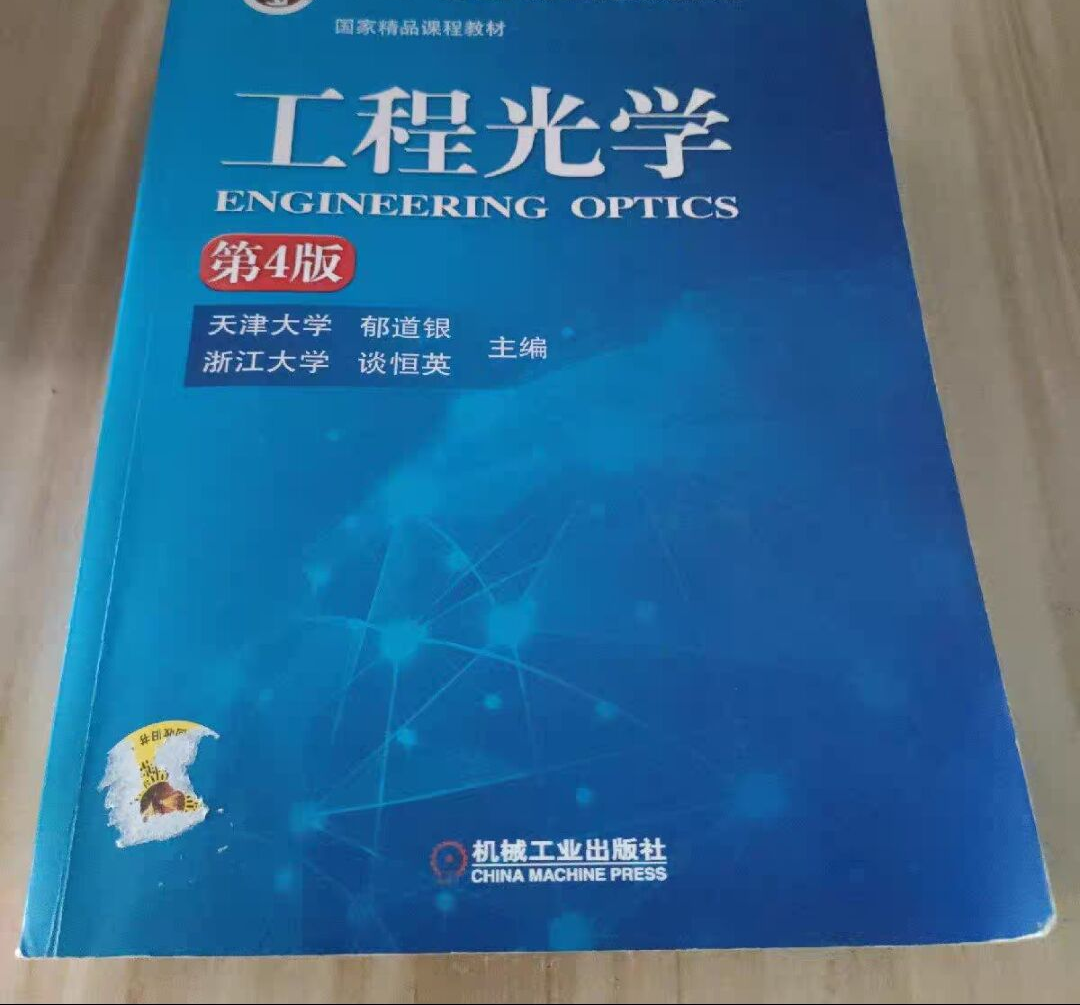 国家精品课程教材
工程光学
ENGINEERING OPTICS
第4版
天津大学 郁道银
浙江大学 谈恒英
主编
机械工业出版社
CHINA MACHINE PRESS